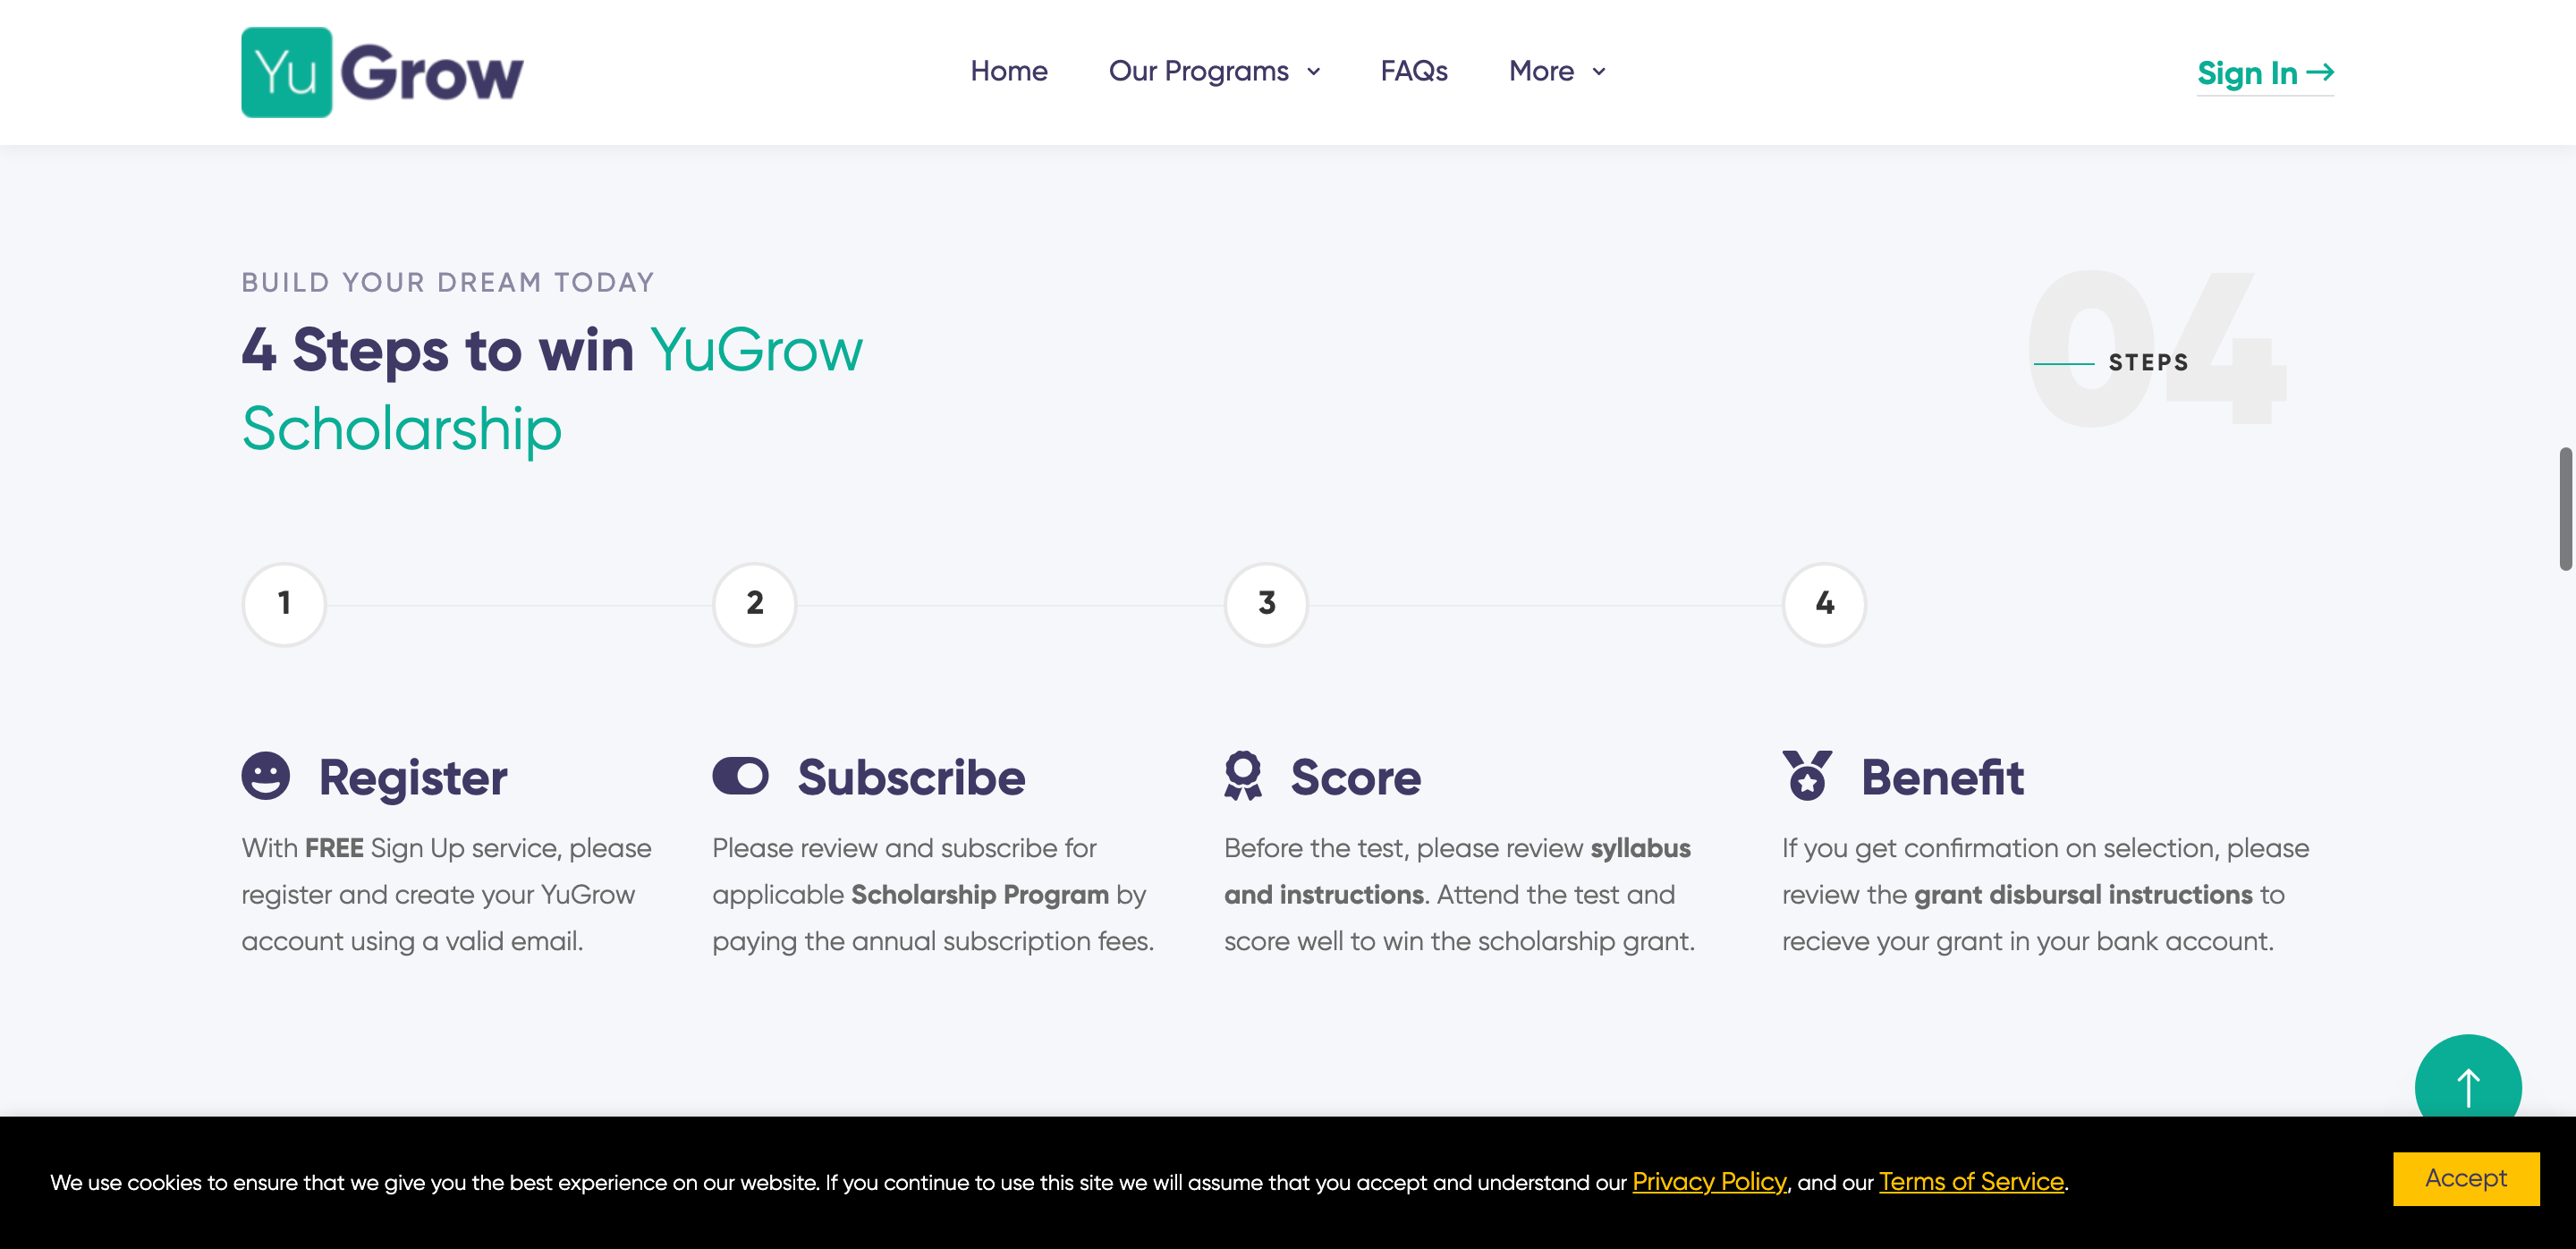 Yu Grow
Home
Our Programs
FAQs
More
Sign In
BUILD YOUR DREAM TODAY
4 Steps to win YuGrow
Scholarship
04
STEPS
1
2
3
4
Register
With FREE Sign Up service, please
register and create your YuGrow
account using a valid email.
Subscribe
Please review and subscribe for
applicable Scholarship Program by
paying the annual subscription fees.
Score
Before the test, please review syllabus
and instructions. Attend the test and
score well to win the scholarship grant.
Benefit
If you get confirmation on selection, please
review the grant disbursal instructions to
recieve your grant in your bank account.
We use cookies to ensure that we give you the best experience on our website. If you continue to use this site we will assume that you accept and understand our Privacy Policy, and our Terms of Service.
Accept